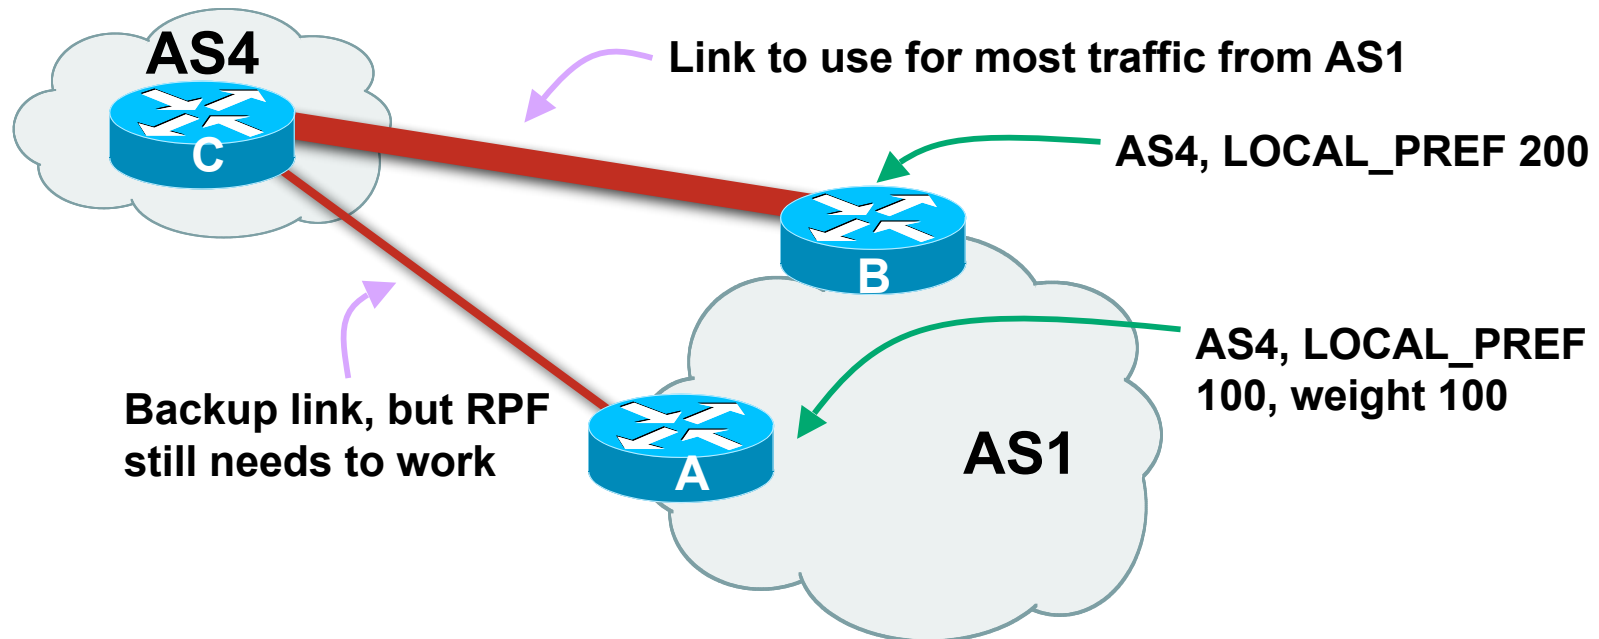 AS4
C
Link to use for most traffic from AS1
AS4, LOCAL_PREF 200
B
AS4, LOCAL_PREF
100, weight 100
Backup link, but RPF
still needs to work
A
AS1